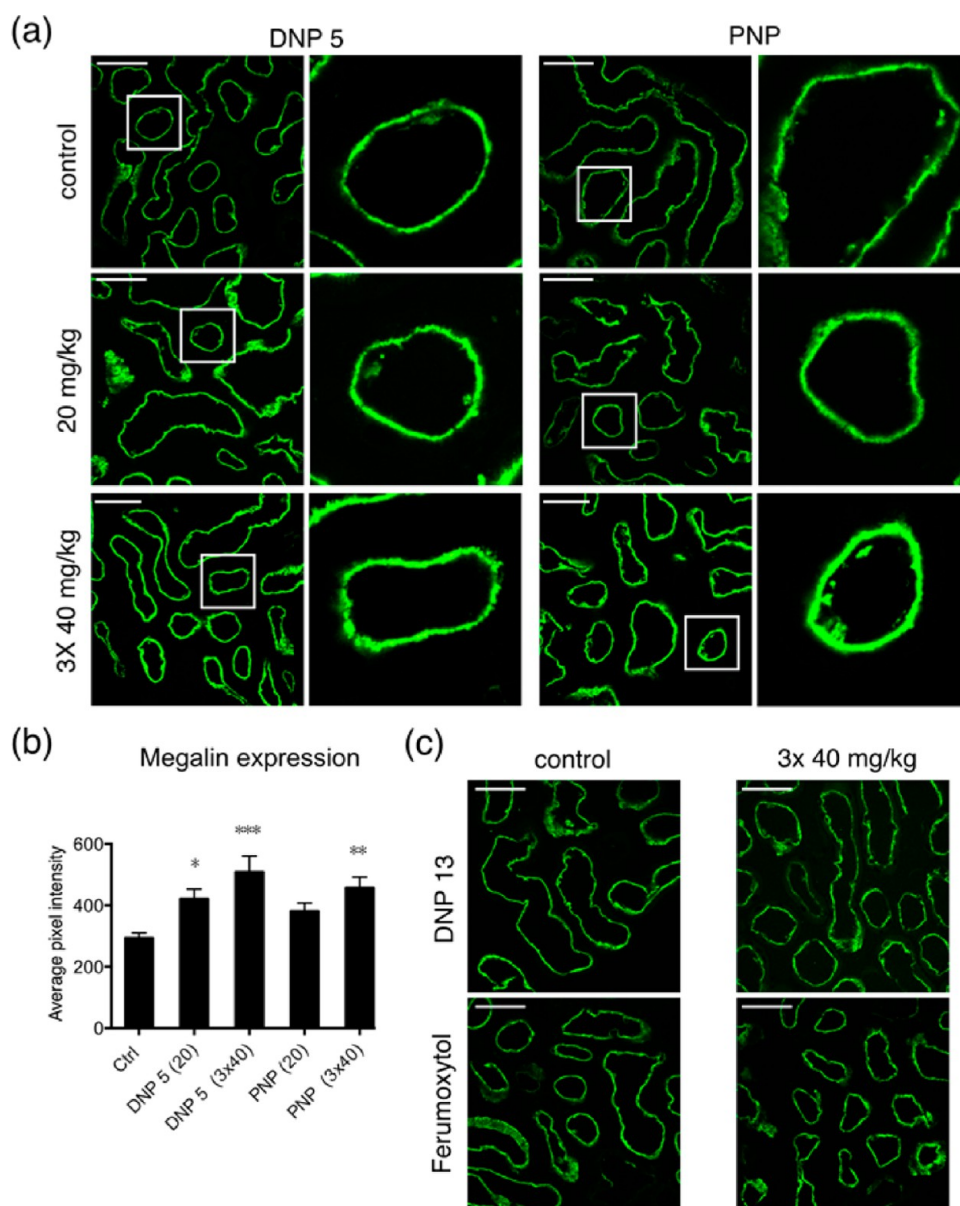 (a)
DNP 5
PNP
control
20 mg/kg
3X 40 mg/kg
(b)
Megalin expression
Average pixel intensity
600
400
200
0
*
***
**
Ctrl
DNP 5 (20)
DNP 5 (3x40)
PNP (20)
PNP (3x40)
(c)
control
3x 40 mg/kg
DNP 13
Ferumoxytol